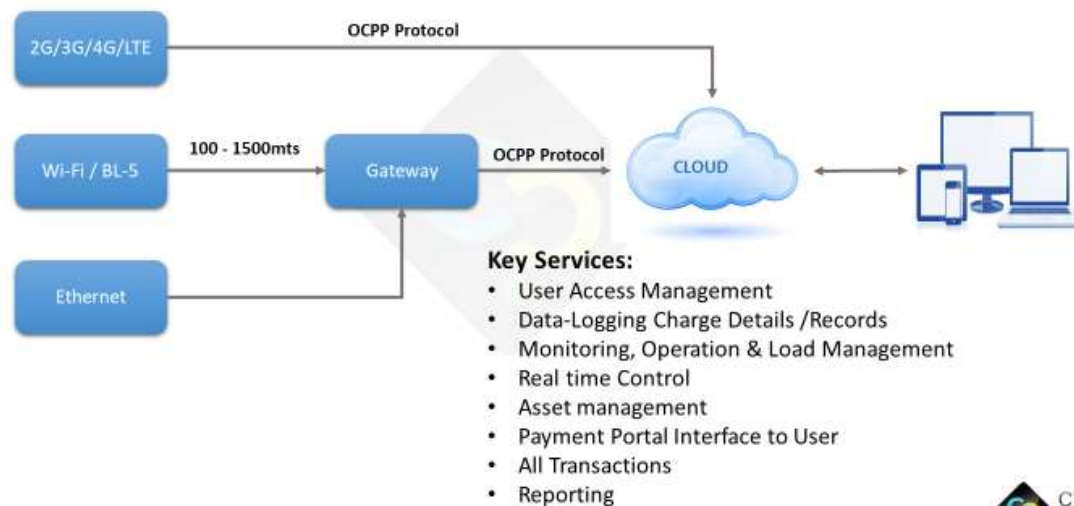 2G/3G/4G/LTE
OCPP Protocol
Wi-Fi / BL-5
100 - 1500mts
Gateway
OCPP Protocol
CLOUD
Ethernet
Key Services:
• User Access Management
• Data-Logging Charge Details /Records
• Monitoring, Operation & Load Management
• Real time Control
• Asset management
• Payment Portal Interface to User
• All Transactions
• Reporting
C